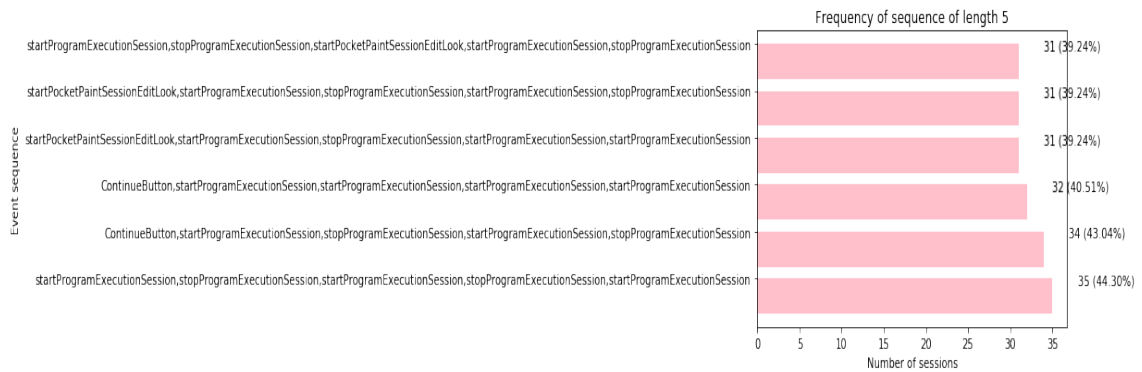 Frequency of sequence of length 5
Event sequence
startProgramExecutionSession,stopProgramExecutionSession,startPocketPaintSessionEditLook,startProgramExecutionSession,stopProgramExecutionSession
31 (39.24%)
startPocketPaintSessionEditLook,startProgramExecutionSession,stopProgramExecutionSession,startProgramExecutionSession,stopProgramExecutionSession
31 (39.24%)
startPocketPaintSessionEditLook,startProgramExecutionSession,stopProgramExecutionSession,startProgramExecutionSession,startProgramExecutionSession
31 (39.24%)
ContinueButton,startProgramExecutionSession,startProgramExecutionSession,startProgramExecutionSession,startProgramExecutionSession
32 (40.51%)
ContinueButton,startProgramExecutionSession,stopProgramExecutionSession,startProgramExecutionSession,stopProgramExecutionSession
34 (43.04%)
startProgramExecutionSession,stopProgramExecutionSession,startProgramExecutionSession,stopProgramExecutionSession,startProgramExecutionSession
35 (44.30%)
0 5 10 15 20 25 30 35
Number of sessions